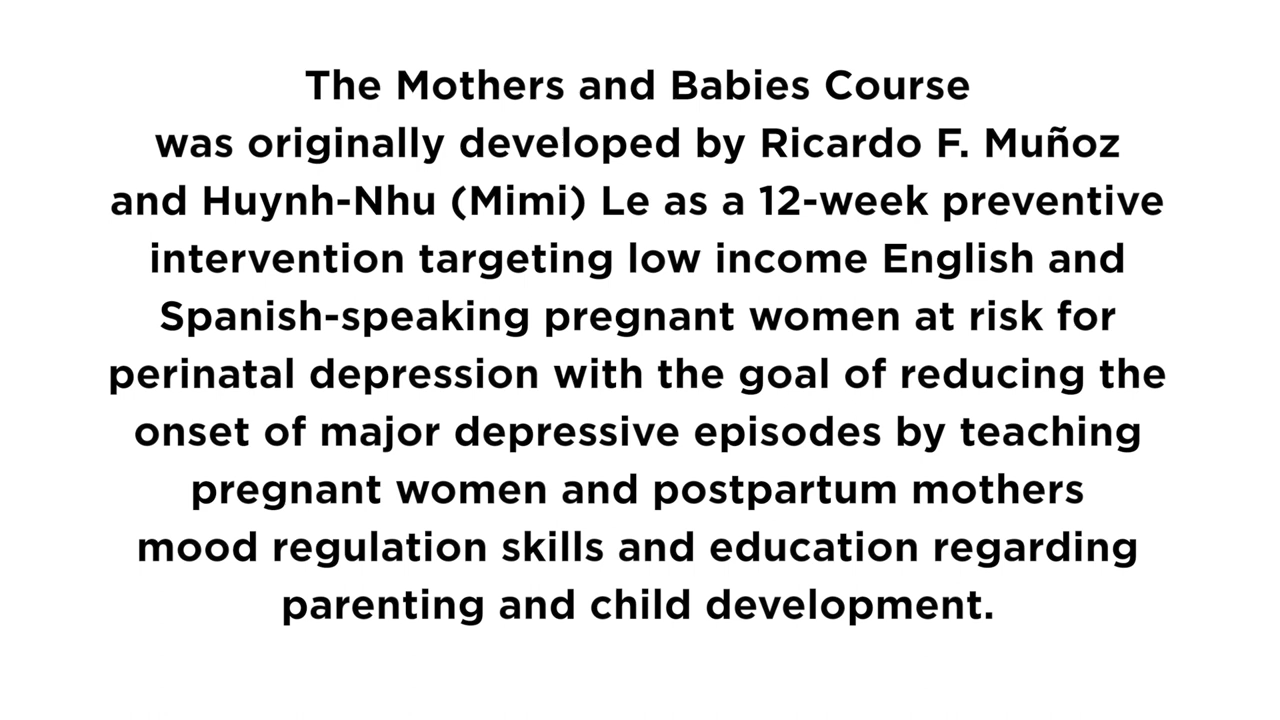 The Mothers and Babies Course
was originally developed by Ricardo F. Muñoz
and Huynh-Nhu (Mimi) Le as a 12-week preventive
intervention targeting low income English and
Spanish-speaking pregnant women at risk for
perinatal depression with the goal of reducing the
onset of major depressive episodes by teaching
pregnant women and postpartum mothers
mood regulation skills and education regarding
parenting and child development.